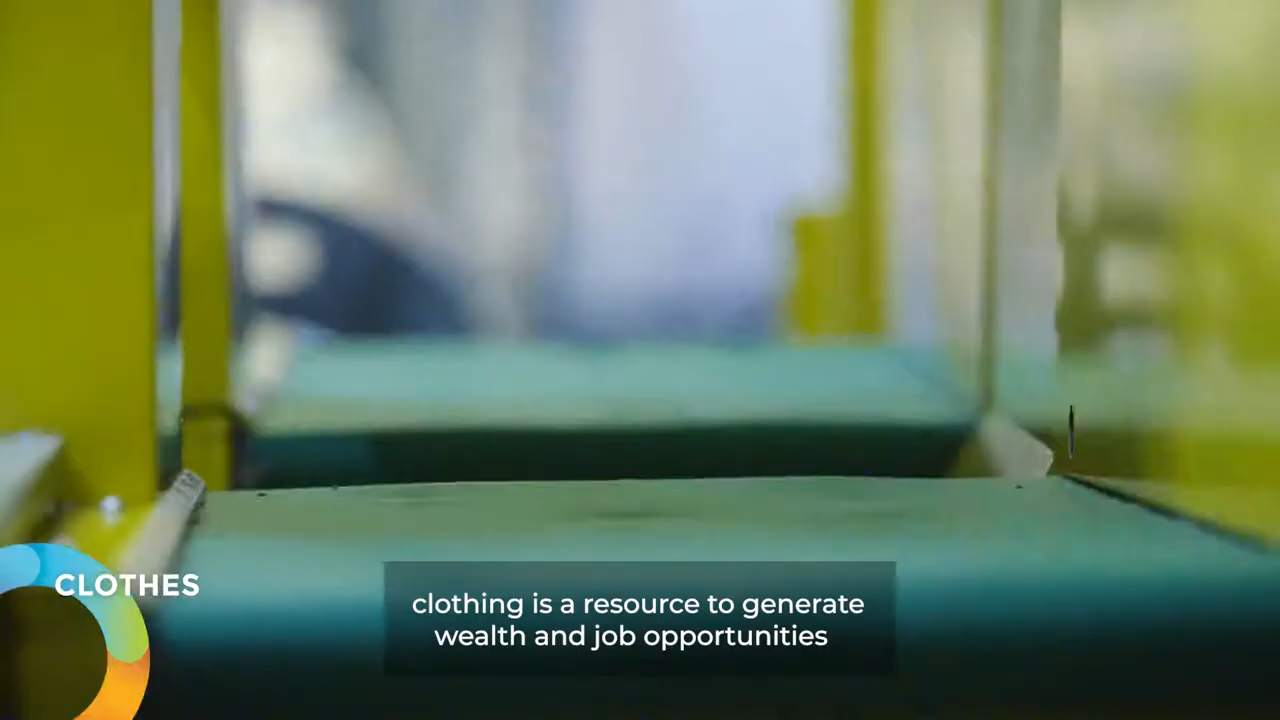 CLOTHES
clothing is a resource to generate
wealth and job opportunities